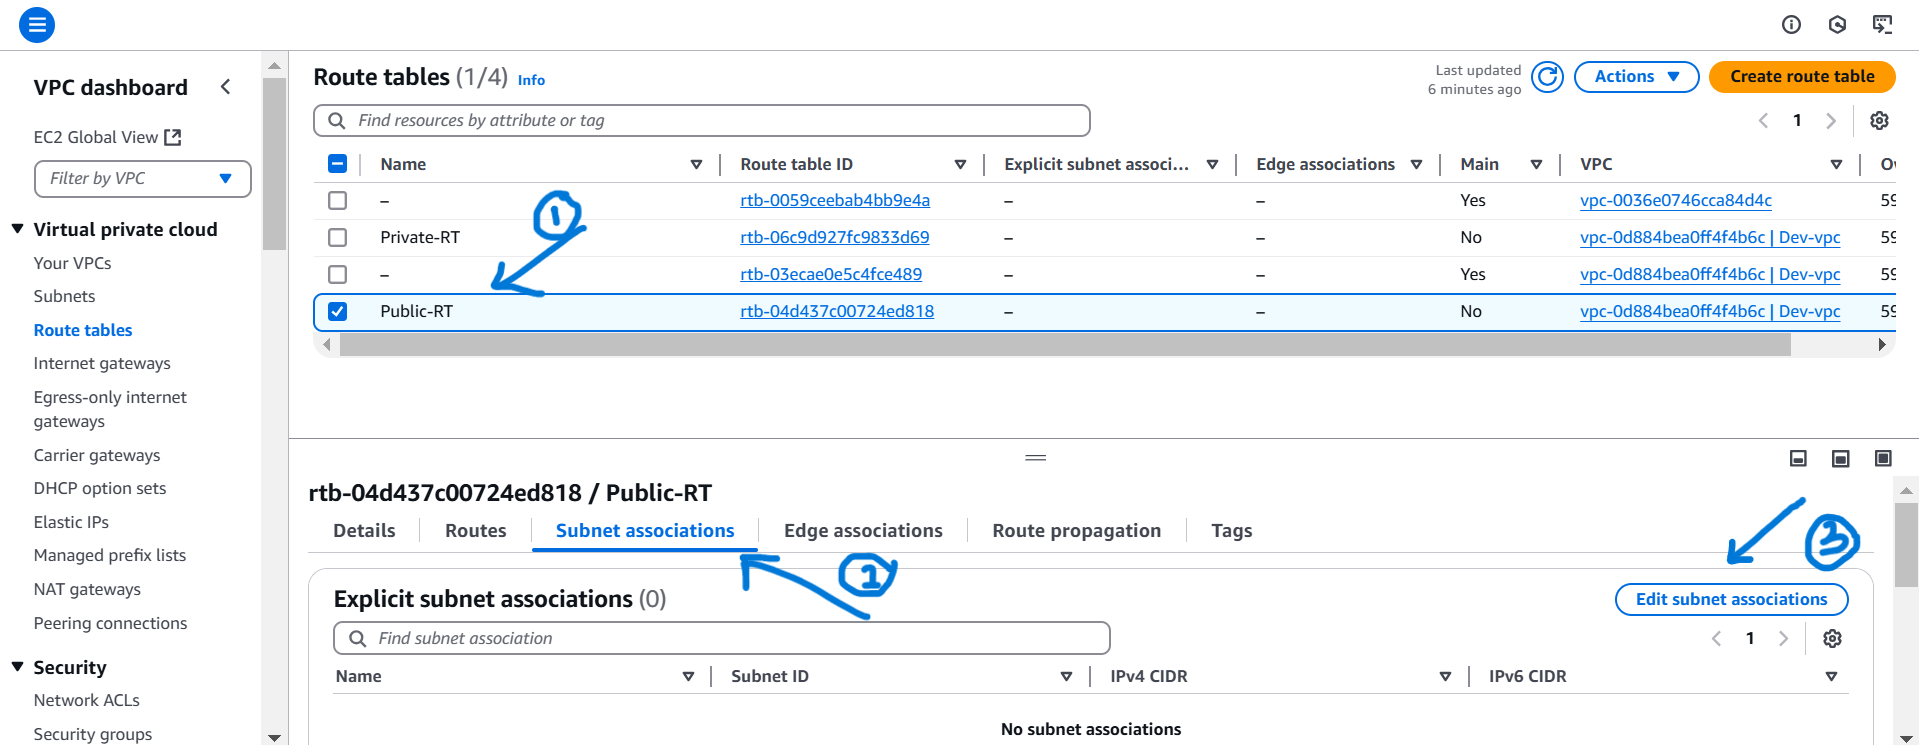 VPC dashboard
EC2 Global View
Filter by VPC
Virtual private cloud
Your VPCs
Subnets
Route tables
Internet gateways
Egress-only internet
gateways
Carrier gateways
DHCP option sets
Elastic IPs
Managed prefix lists
NAT gateways
Peering connections
Security
Network ACLs
Security groups
Route tables (1/4) Info
Last updated
6 minutes ago
Actions
Create route table
Find resources by attribute or tag
1
Name Route table ID Explicit subnet associ... Edge associations Main VPC
– rtb-0059ceebab4bb9e4a – – Yes vpc-0036e0746cca84d4c 59
Private-RT rtb-06c9d927fc9833d69 – – No vpc-0d884bea0ff4f4b6c | Dev-vpc 59
– rtb-03ecae0e5c4fce489 – – Yes vpc-0d884bea0ff4f4b6c | Dev-vpc 59
Public-RT rtb-04d437c00724ed818 – – No vpc-0d884bea0ff4f4b6c | Dev-vpc 59
1
rtb-04d437c00724ed818 / Public-RT
Details Routes Subnet associations Edge associations Route propagation Tags
3
Explicit subnet associations (0)
Edit subnet associations
Find subnet association
1
Name Subnet ID IPv4 CIDR IPv6 CIDR
No subnet associations